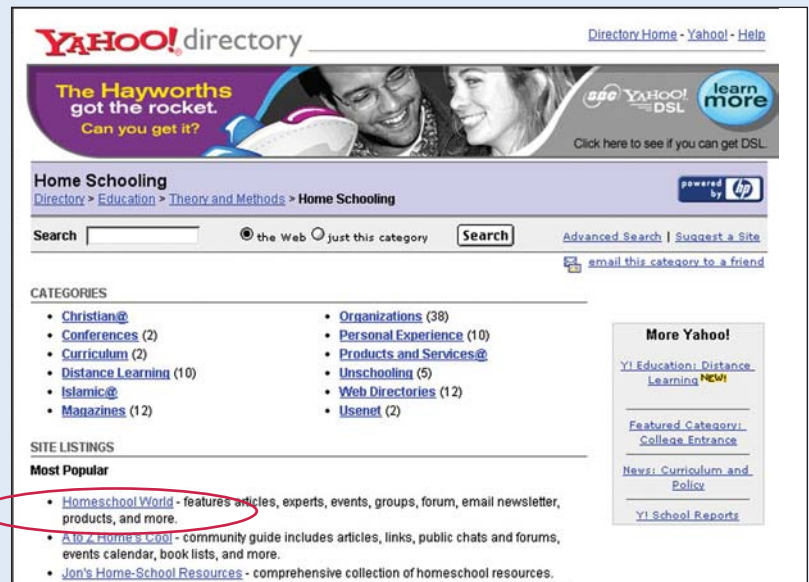 YAHOO! directory
Directory Home - Yahoo! - Help
The Hayworths
got the rocket.
Can you get it?
SBC YAHOO!
DSL
learn
more
Click here to see if you can get DSL.
Home Schooling
Directory > Education > Theory and Methods > Home Schooling
powered
by hp
Search the Web just this category Search Advanced Search | Suggest a Site
email this category to a friend
CATEGORIES
• Christian@
• Conferences (2)
• Curriculum (2)
• Distance Learning (10)
• Islamic@
• Magazines (12)
• Organizations (38)
• Personal Experience (10)
• Products and Services@
• Unschooling (5)
• Web Directories (12)
• Usenet (2)
More Yahoo!
Y! Education: Distance
Learning NEW!
Featured Category:
College Entrance
News: Curriculum and
Policy
Y! School Reports
SITE LISTINGS
Most Popular
• Homeschool World - features articles, experts, events, groups, forum, email newsletter,
products, and more.
• A to Z Home's Cool - community guide includes articles, links, public chats and forums,
events calendar, book lists, and more.
• Jon's Home-School Resources - comprehensive collection of homeschool resources.